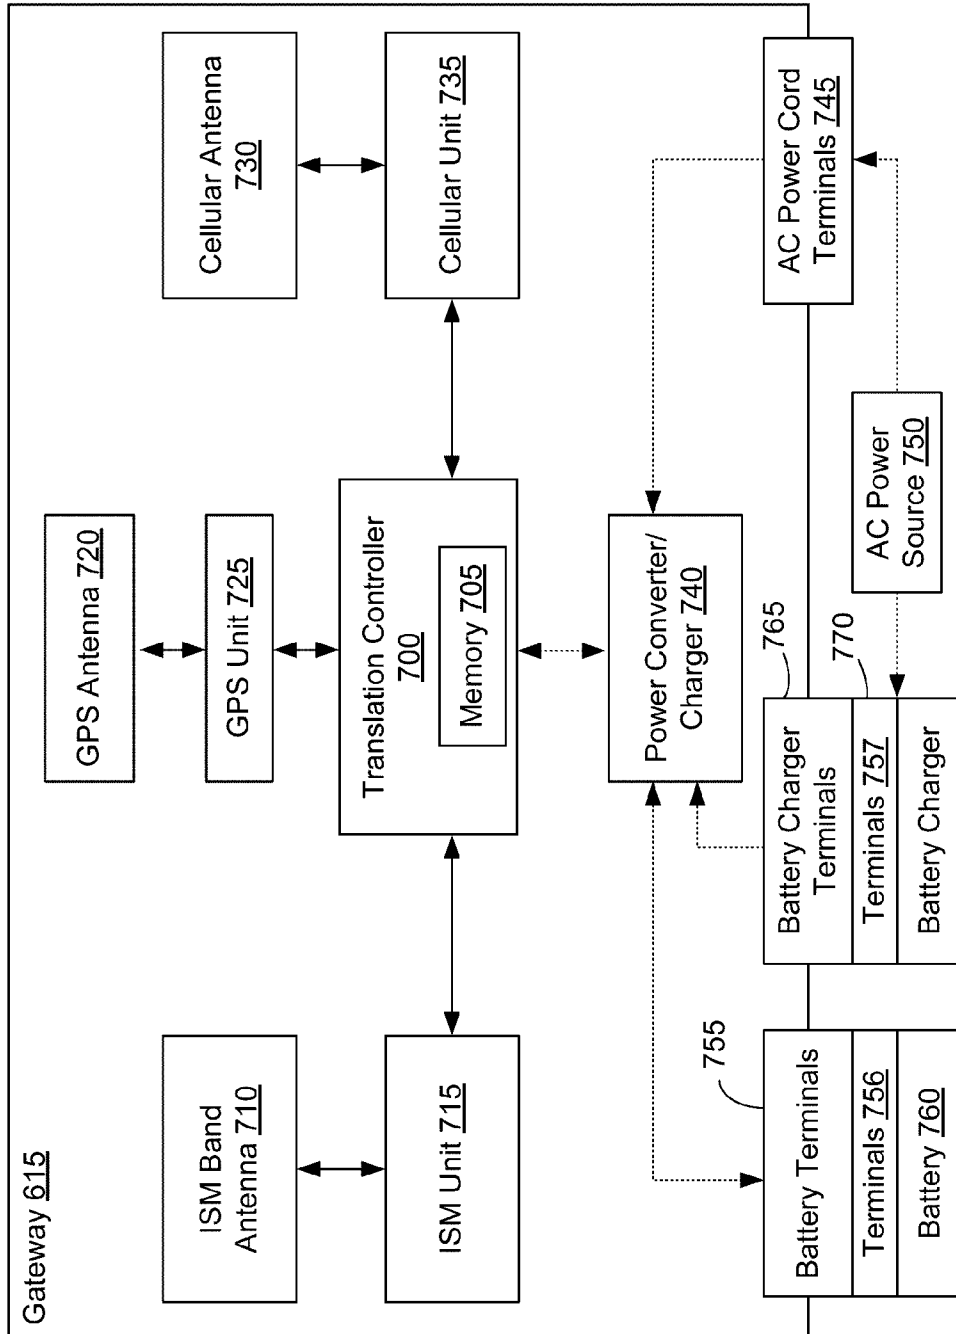 Gateway 615
ISM Band
Antenna 710
ISM Unit 715
GPS Antenna 720
GPS Unit 725
Translation Controller
700
Memory 705
Cellular Antenna
730
Cellular Unit 735
Power Converter/
Charger 740
755
Battery Terminals
Terminals 756
Battery 760
765
Battery Charger
Terminals
770
Terminals 757
Battery Charger
AC Power
Source 750
AC Power Cord
Terminals 745